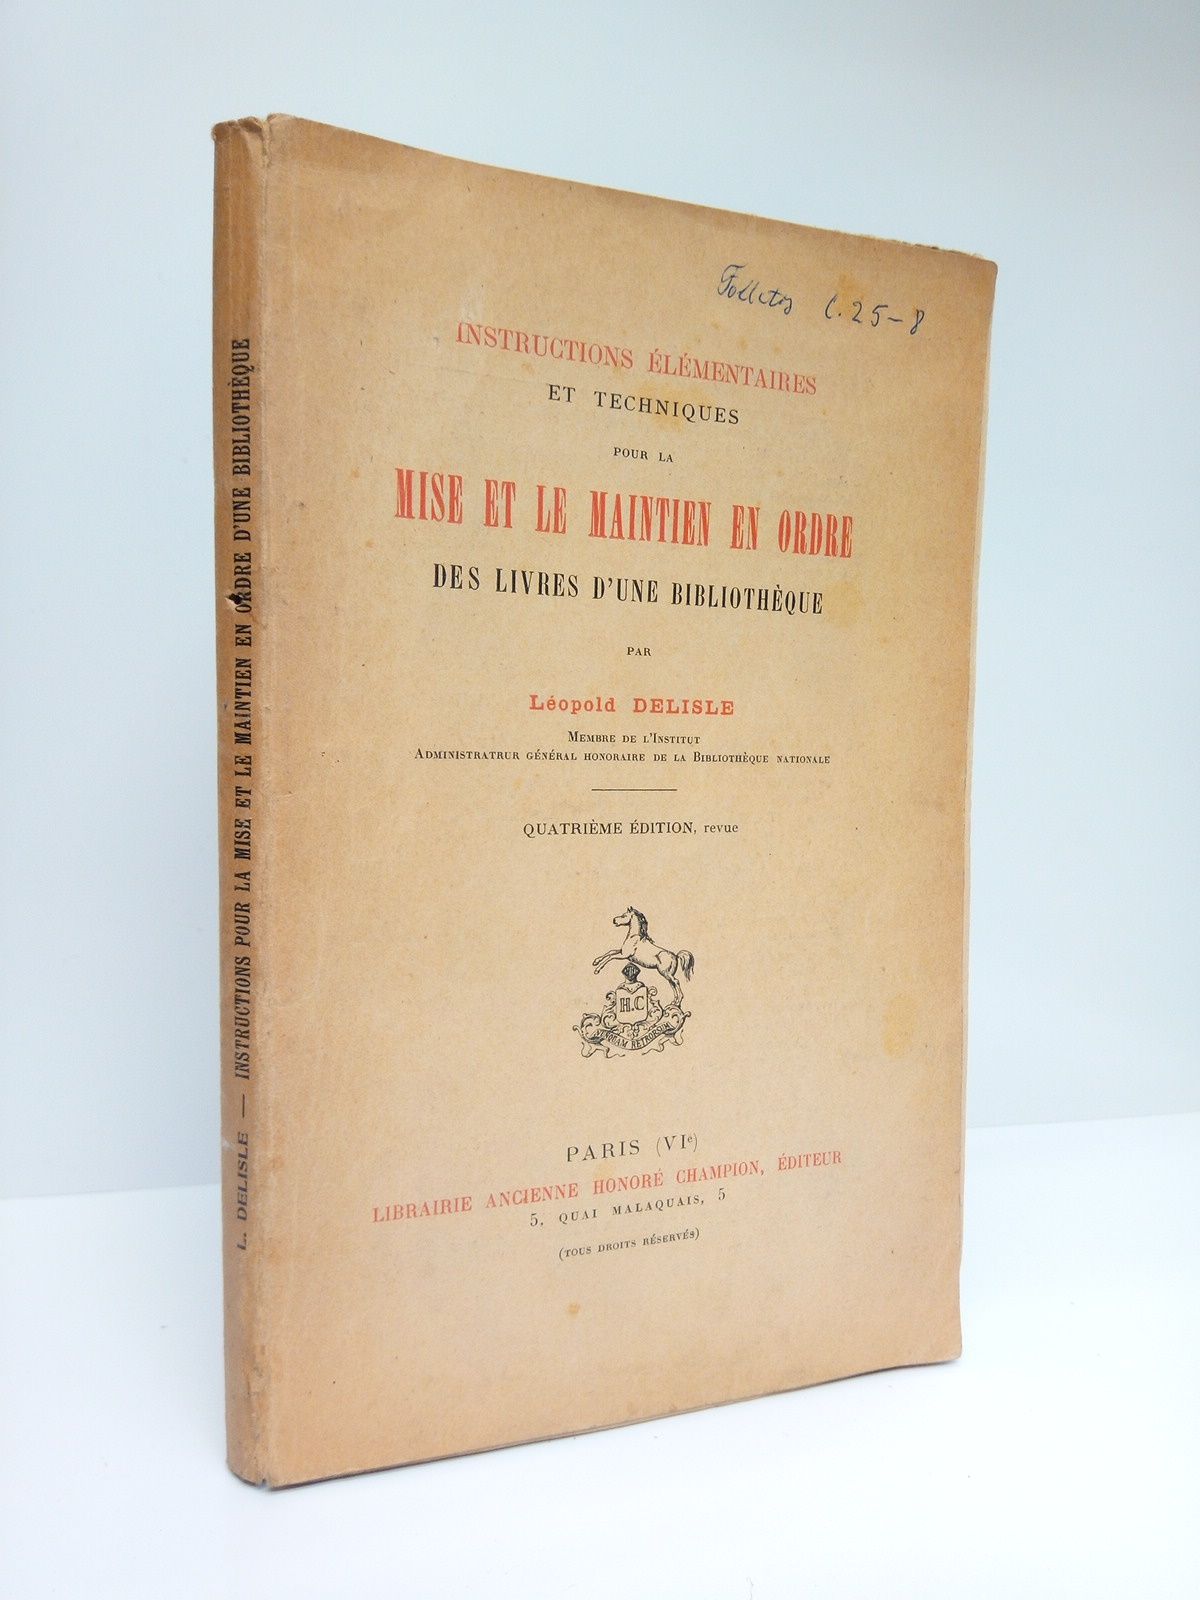 L. DELISLE — INSTRUCTIONS POUR LA MISE ET LE MAINTIEN EN ORDRE D'UNE BIBLIOTHÈQUE
Folletos C. 25-8
INSTRUCTIONS ÉLÉMENTAIRES
ET TECHNIQUES
POUR LA
MISE ET LE MAINTIEN EN ORDRE
DES LIVRES D'UNE BIBLIOTHÈQUE
PAR
Léopold DELISLE
MEMBRE DE L'INSTITUT
ADMINISTRATRUR GÉNÉRAL HONORAIRE DE LA BIBLIOTHÈQUE NATIONALE
QUATRIÈME ÉDITION, revue
H.C
NUNQUAM RETRORSUM
PARIS (VIe)
LIBRAIRIE ANCIENNE HONORÉ CHAMPION, ÉDITEUR
5, QUAI MALAQUAIS, 5
(TOUS DROITS RÉSERVÉS)